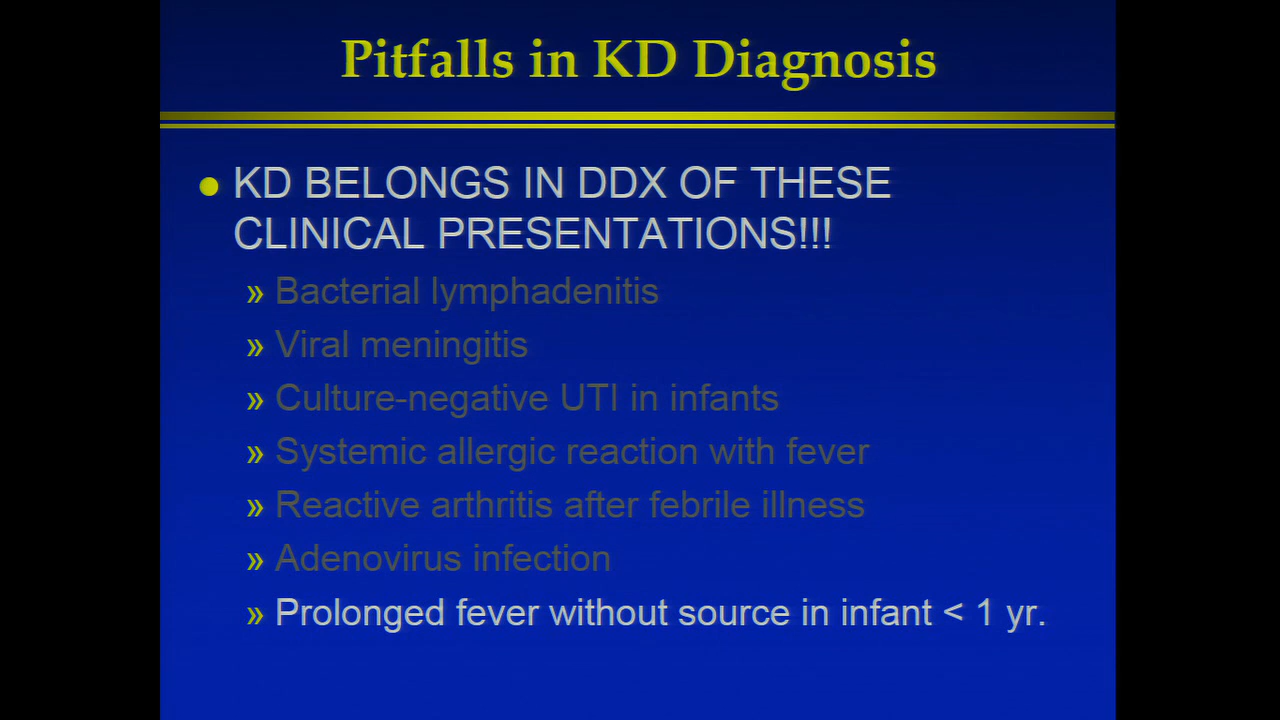 Pitfalls in KD Diagnosis
KD BELONGS IN DDX OF THESE
CLINICAL PRESENTATIONS!!!
» Bacterial lymphadenitis
» Viral meningitis
» Culture-negative UTI in infants
» Systemic allergic reaction with fever
» Reactive arthritis after febrile illness
» Adenovirus infection
» Prolonged fever without source in infant < 1 yr.